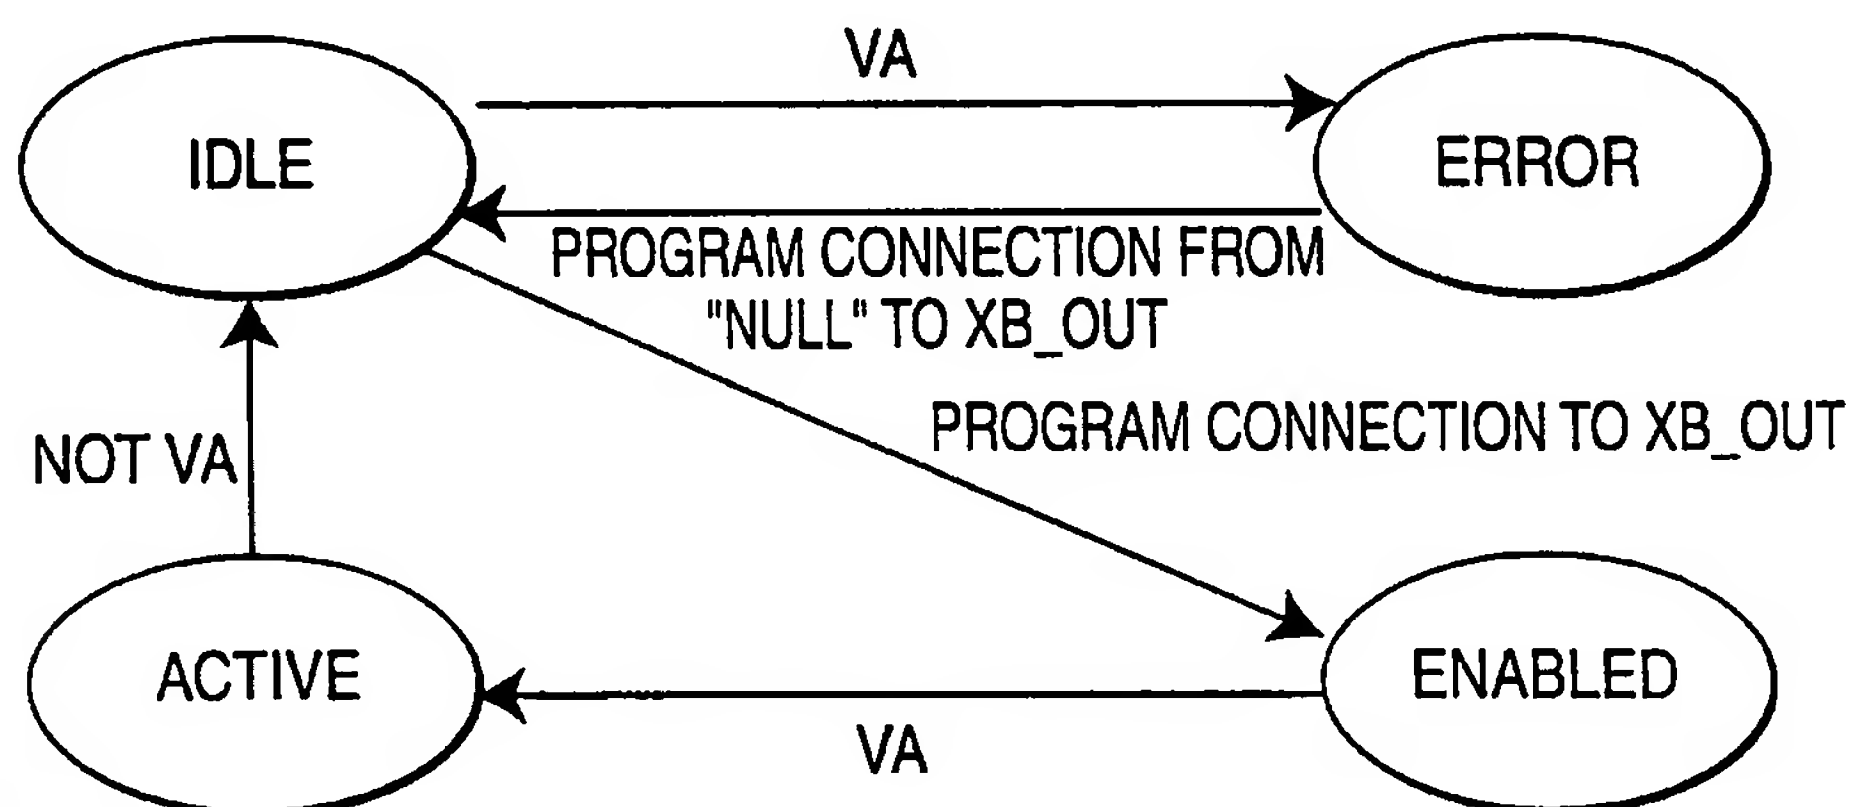 VA
IDLE
ERROR
PROGRAM CONNECTION FROM
"NULL" TO XB_OUT
PROGRAM CONNECTION TO XB_OUT
NOT VA
ACTIVE
ENABLED
VA